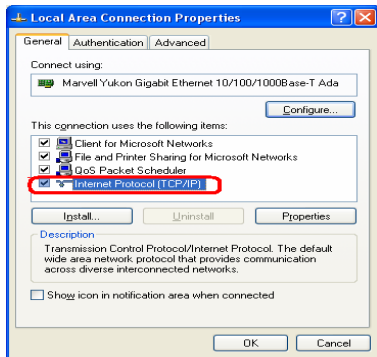 Local Area Connection Properties
General Authentication Advanced
Connect using:
Marvell Yukon Gigabit Ethernet 10/100/1000Base-T Ada
Configure...
This connection uses the following items:
Client for Microsoft Networks
File and Printer Sharing for Microsoft Networks
QoS Packet Scheduler
Internet Protocol (TCP/IP)
Install... Uninstall Properties
Description
Transmission Control Protocol/Internet Protocol. The default
wide area network protocol that provides communication
across diverse interconnected networks.
Show icon in notification area when connected
OK Cancel